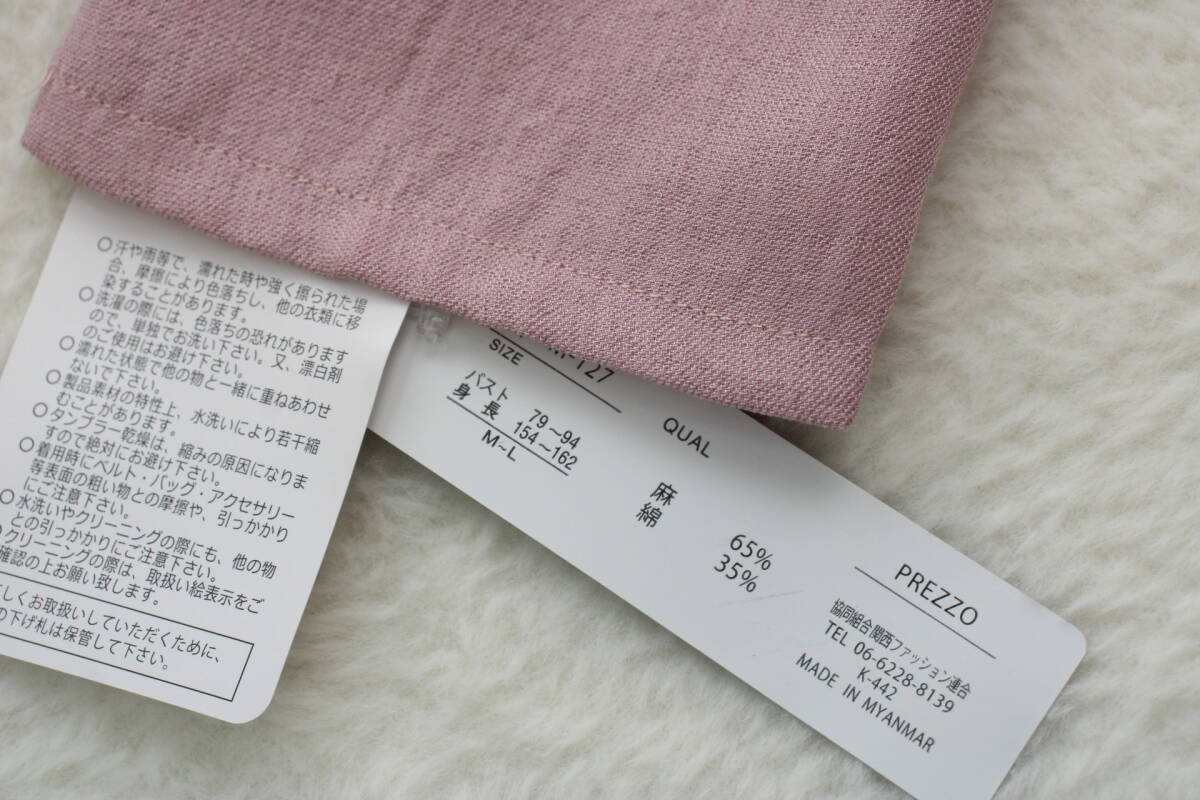 ○汗や雨等で、濡れた時や強く擦られた場
合、摩擦により色落ちし、他の衣類に移
染することがあります。
○洗濯の際には、色落ちの恐れがあります
ので、単独でお洗い下さい。又、漂白剤
のご使用はお避け下さい。
○濡れた状態で他の物と一緒に重ねあわせ
ないで下さい。
○製品素材の特性上、水洗いにより若干縮
むことがあります。
○タンブラー乾燥は、縮みの原因になりま
すので絶対にお避け下さい。
○着用時にベルト・バッグ・アクセサリー
等表面の粗い物との摩擦や、引っかかり
にご注意下さい。
○水洗いやクリーニングの際にも、他の物
との引っかかりにご注意下さい。
○クリーニングの際は、取扱い絵表示をご
確認の上お願い致します。
しくお取扱いしていただくために、
の下げ札は保管して下さい。
127
SIZE
バスト 79~94
身長 154~162
M~L
QUAL
麻 65%
綿 35%
PREZZO
協同組合関西ファッション連合
TEL 06-6228-8139
K-442
MADE IN MYANMAR